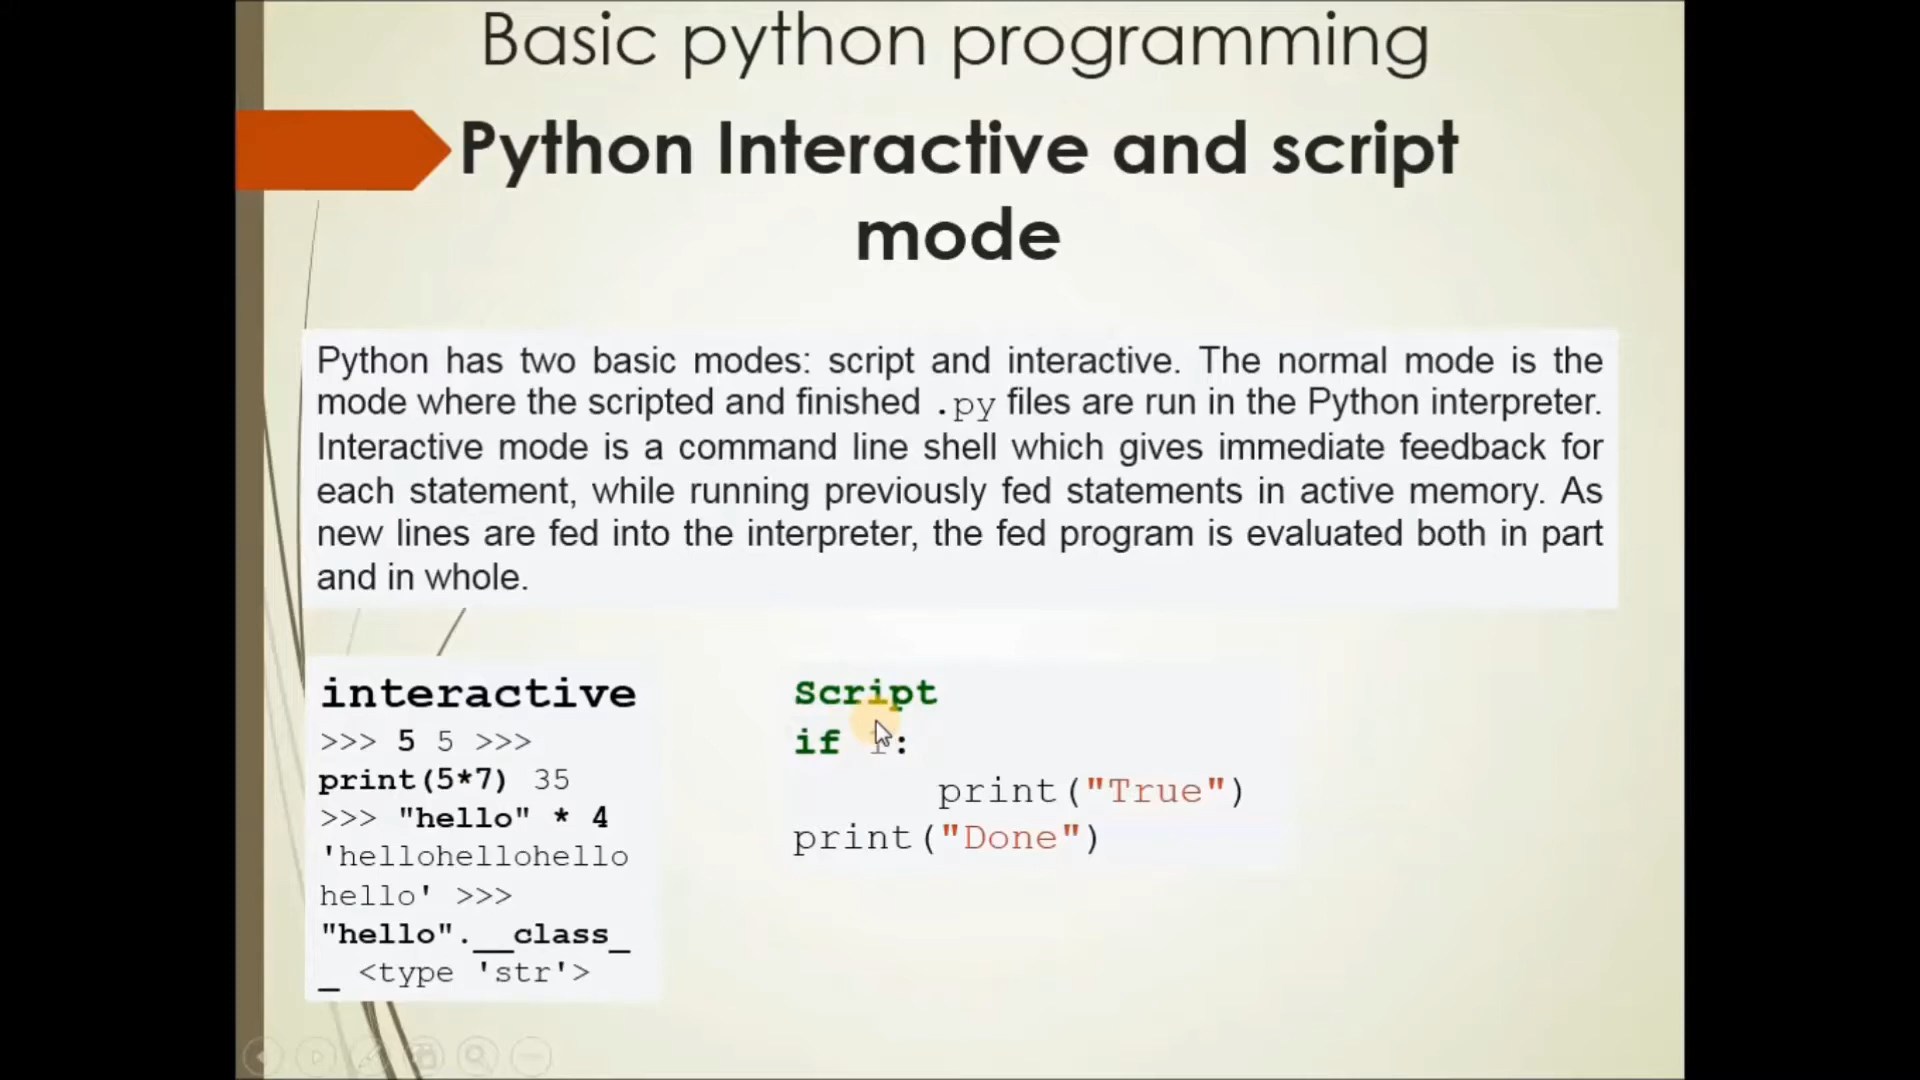 Basic python programming
Python Interactive and script
mode
Python has two basic modes: script and interactive. The normal mode is the
mode where the scripted and finished .py files are run in the Python interpreter.
Interactive mode is a command line shell which gives immediate feedback for
each statement, while running previously fed statements in active memory. As
new lines are fed into the interpreter, the fed program is evaluated both in part
and in whole.
interactive
>>> 5 5 >>>
print(5*7) 35
>>> "hello" * 4
'hellohellohello
hello' >>>
"hello".__class_
_ <type 'str'>
Script
if :
print("True")
print("Done")